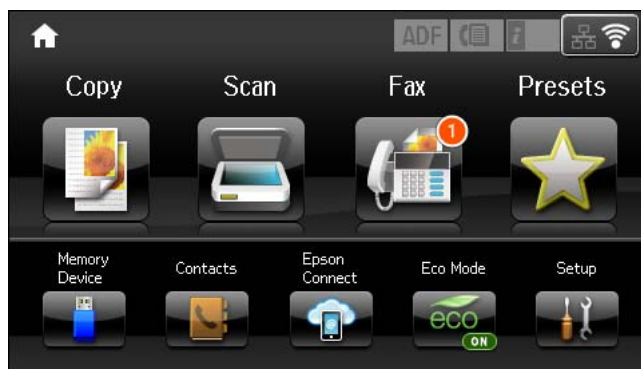 ADF
i
Copy
Scan
Fax
Presets
1
Memory
Device
Contacts
Epson
Connect
Eco Mode
Setup
@
eco
ON